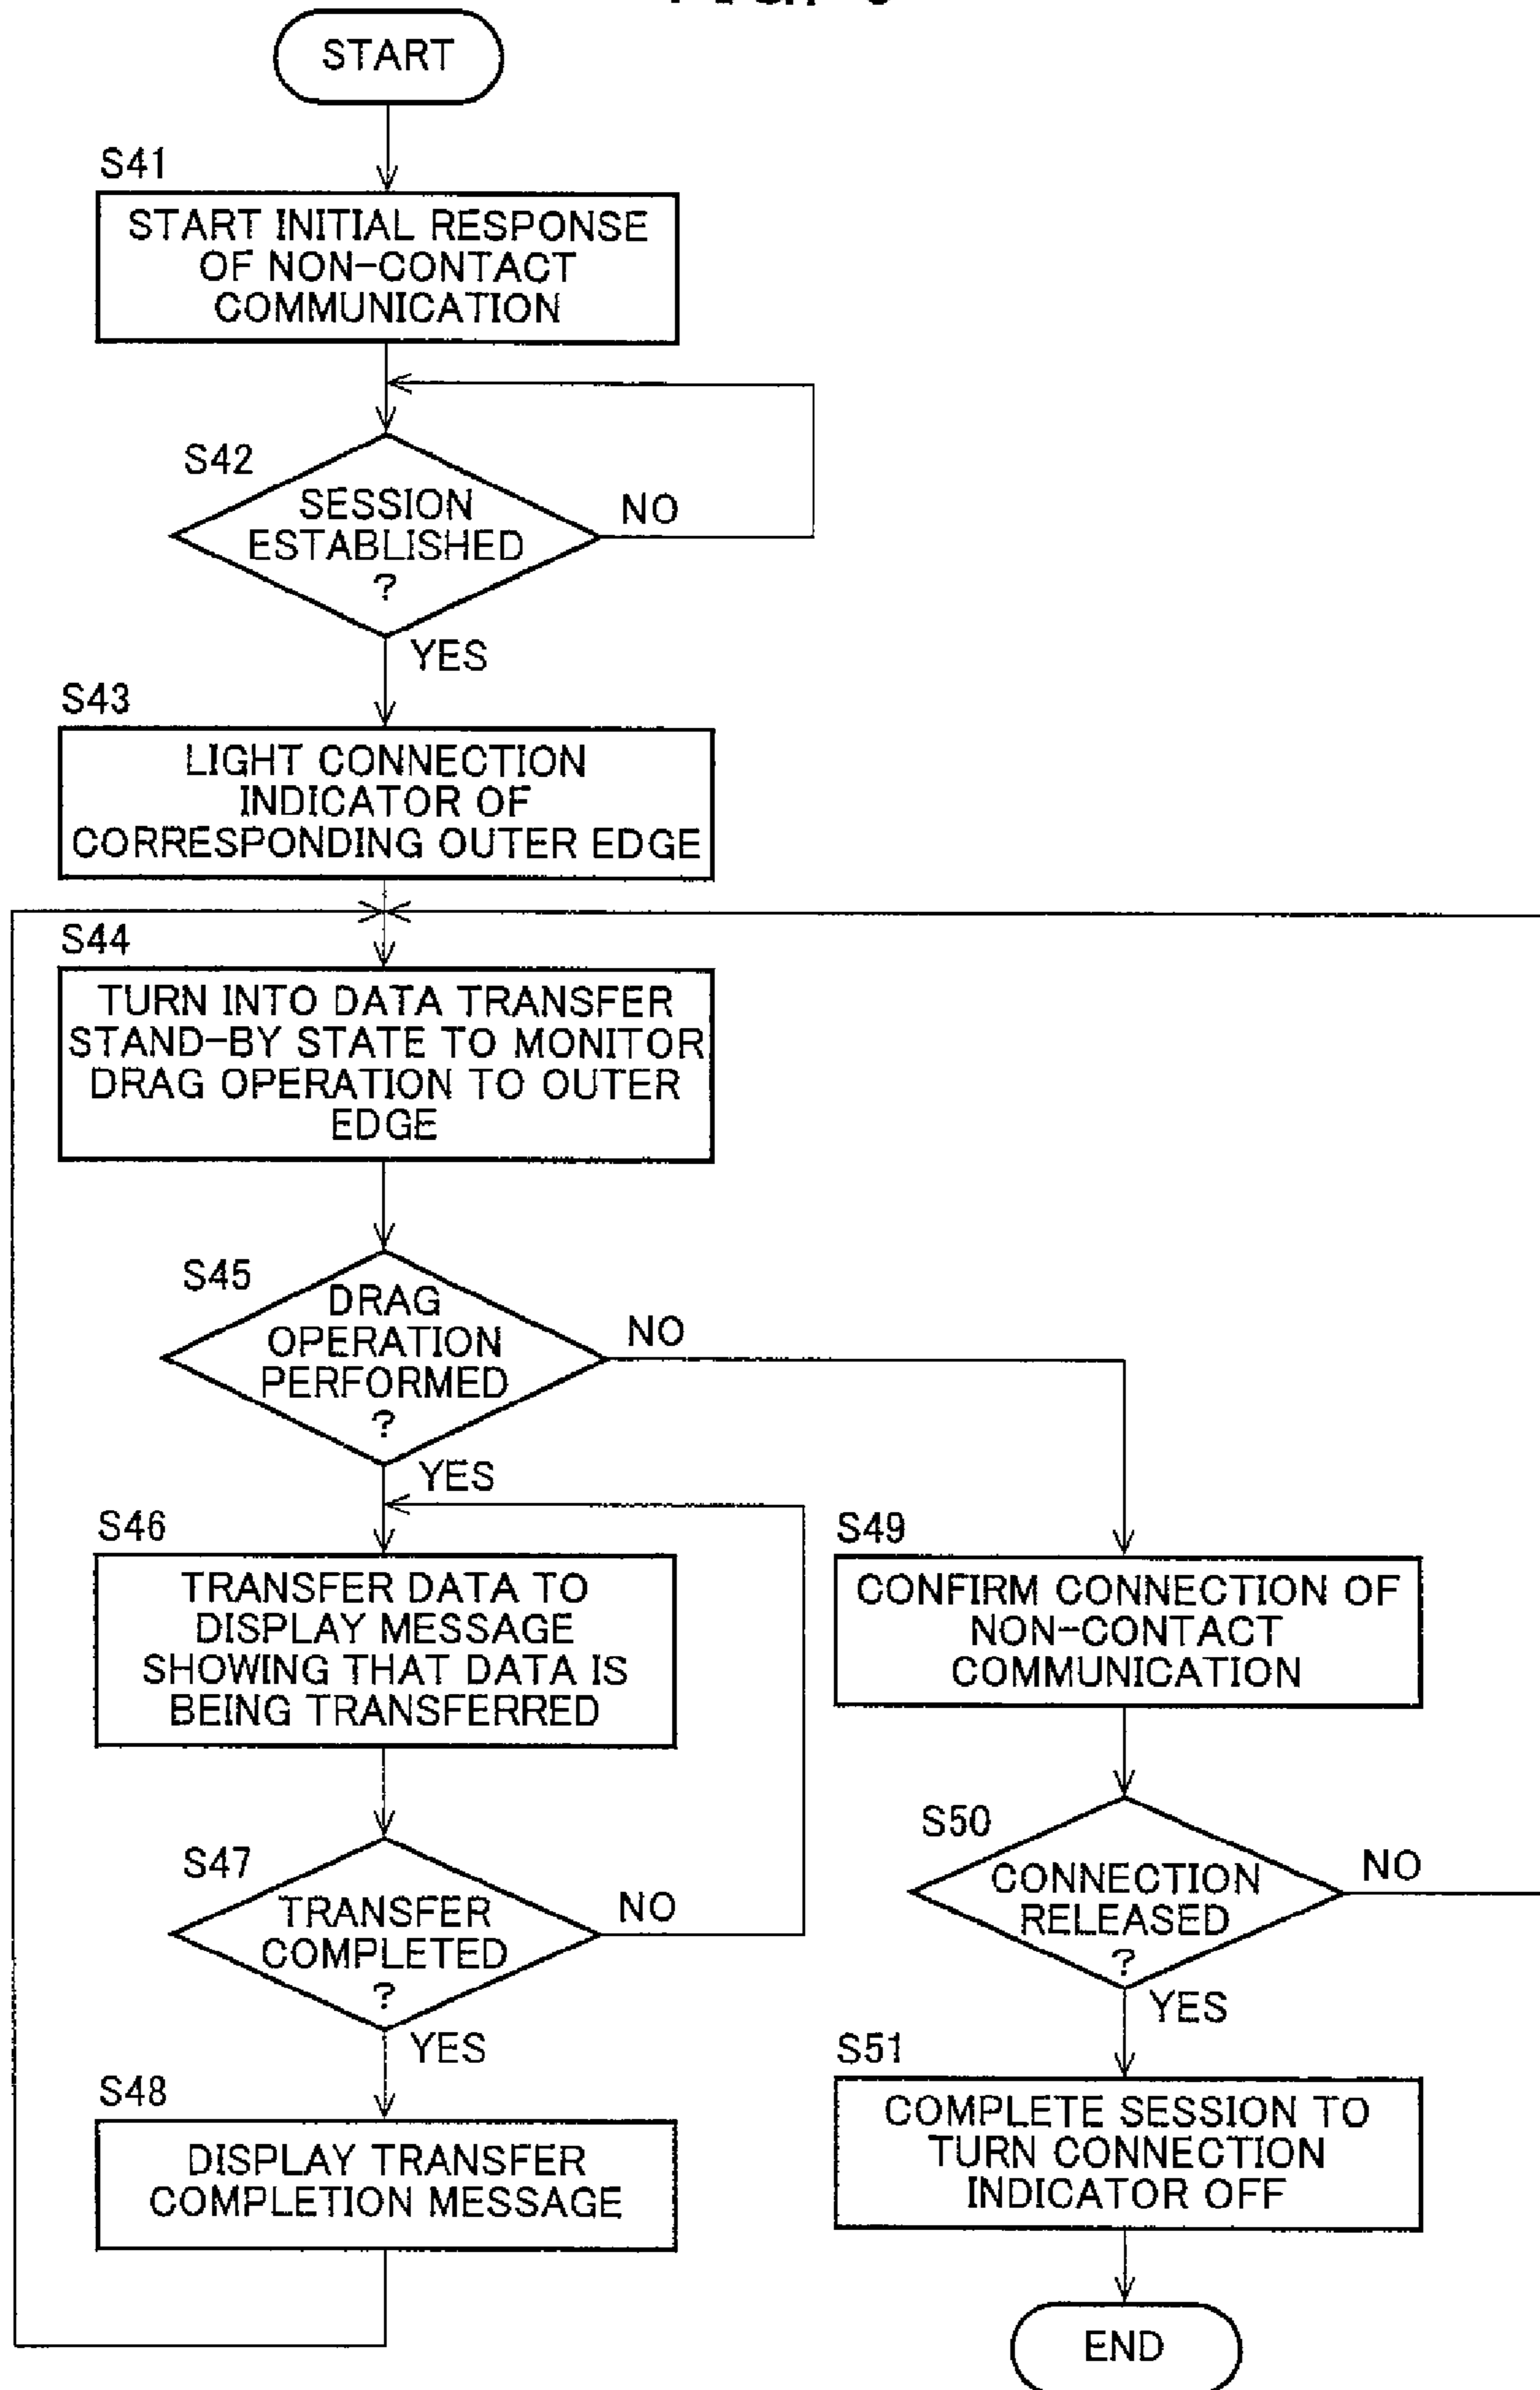 START
S41
START INITIAL RESPONSE
OF NON-CONTACT
COMMUNICATION
S42
SESSION
ESTABLISHED
?
NO
YES
S43
LIGHT CONNECTION
INDICATOR OF
CORRESPONDING OUTER EDGE
S44
TURN INTO DATA TRANSFER
STAND-BY STATE TO MONITOR
DRAG OPERATION TO OUTER
EDGE
S45
DRAG
OPERATION
PERFORMED
?
NO
YES
S46
TRANSFER DATA TO
DISPLAY MESSAGE
SHOWING THAT DATA IS
BEING TRANSFERRED
S47
TRANSFER
COMPLETED
?
NO
YES
S48
DISPLAY TRANSFER
COMPLETION MESSAGE
S49
CONFIRM CONNECTION OF
NON-CONTACT
COMMUNICATION
S50
CONNECTION
RELEASED
?
NO
YES
S51
COMPLETE SESSION TO
TURN CONNECTION
INDICATOR OFF
END